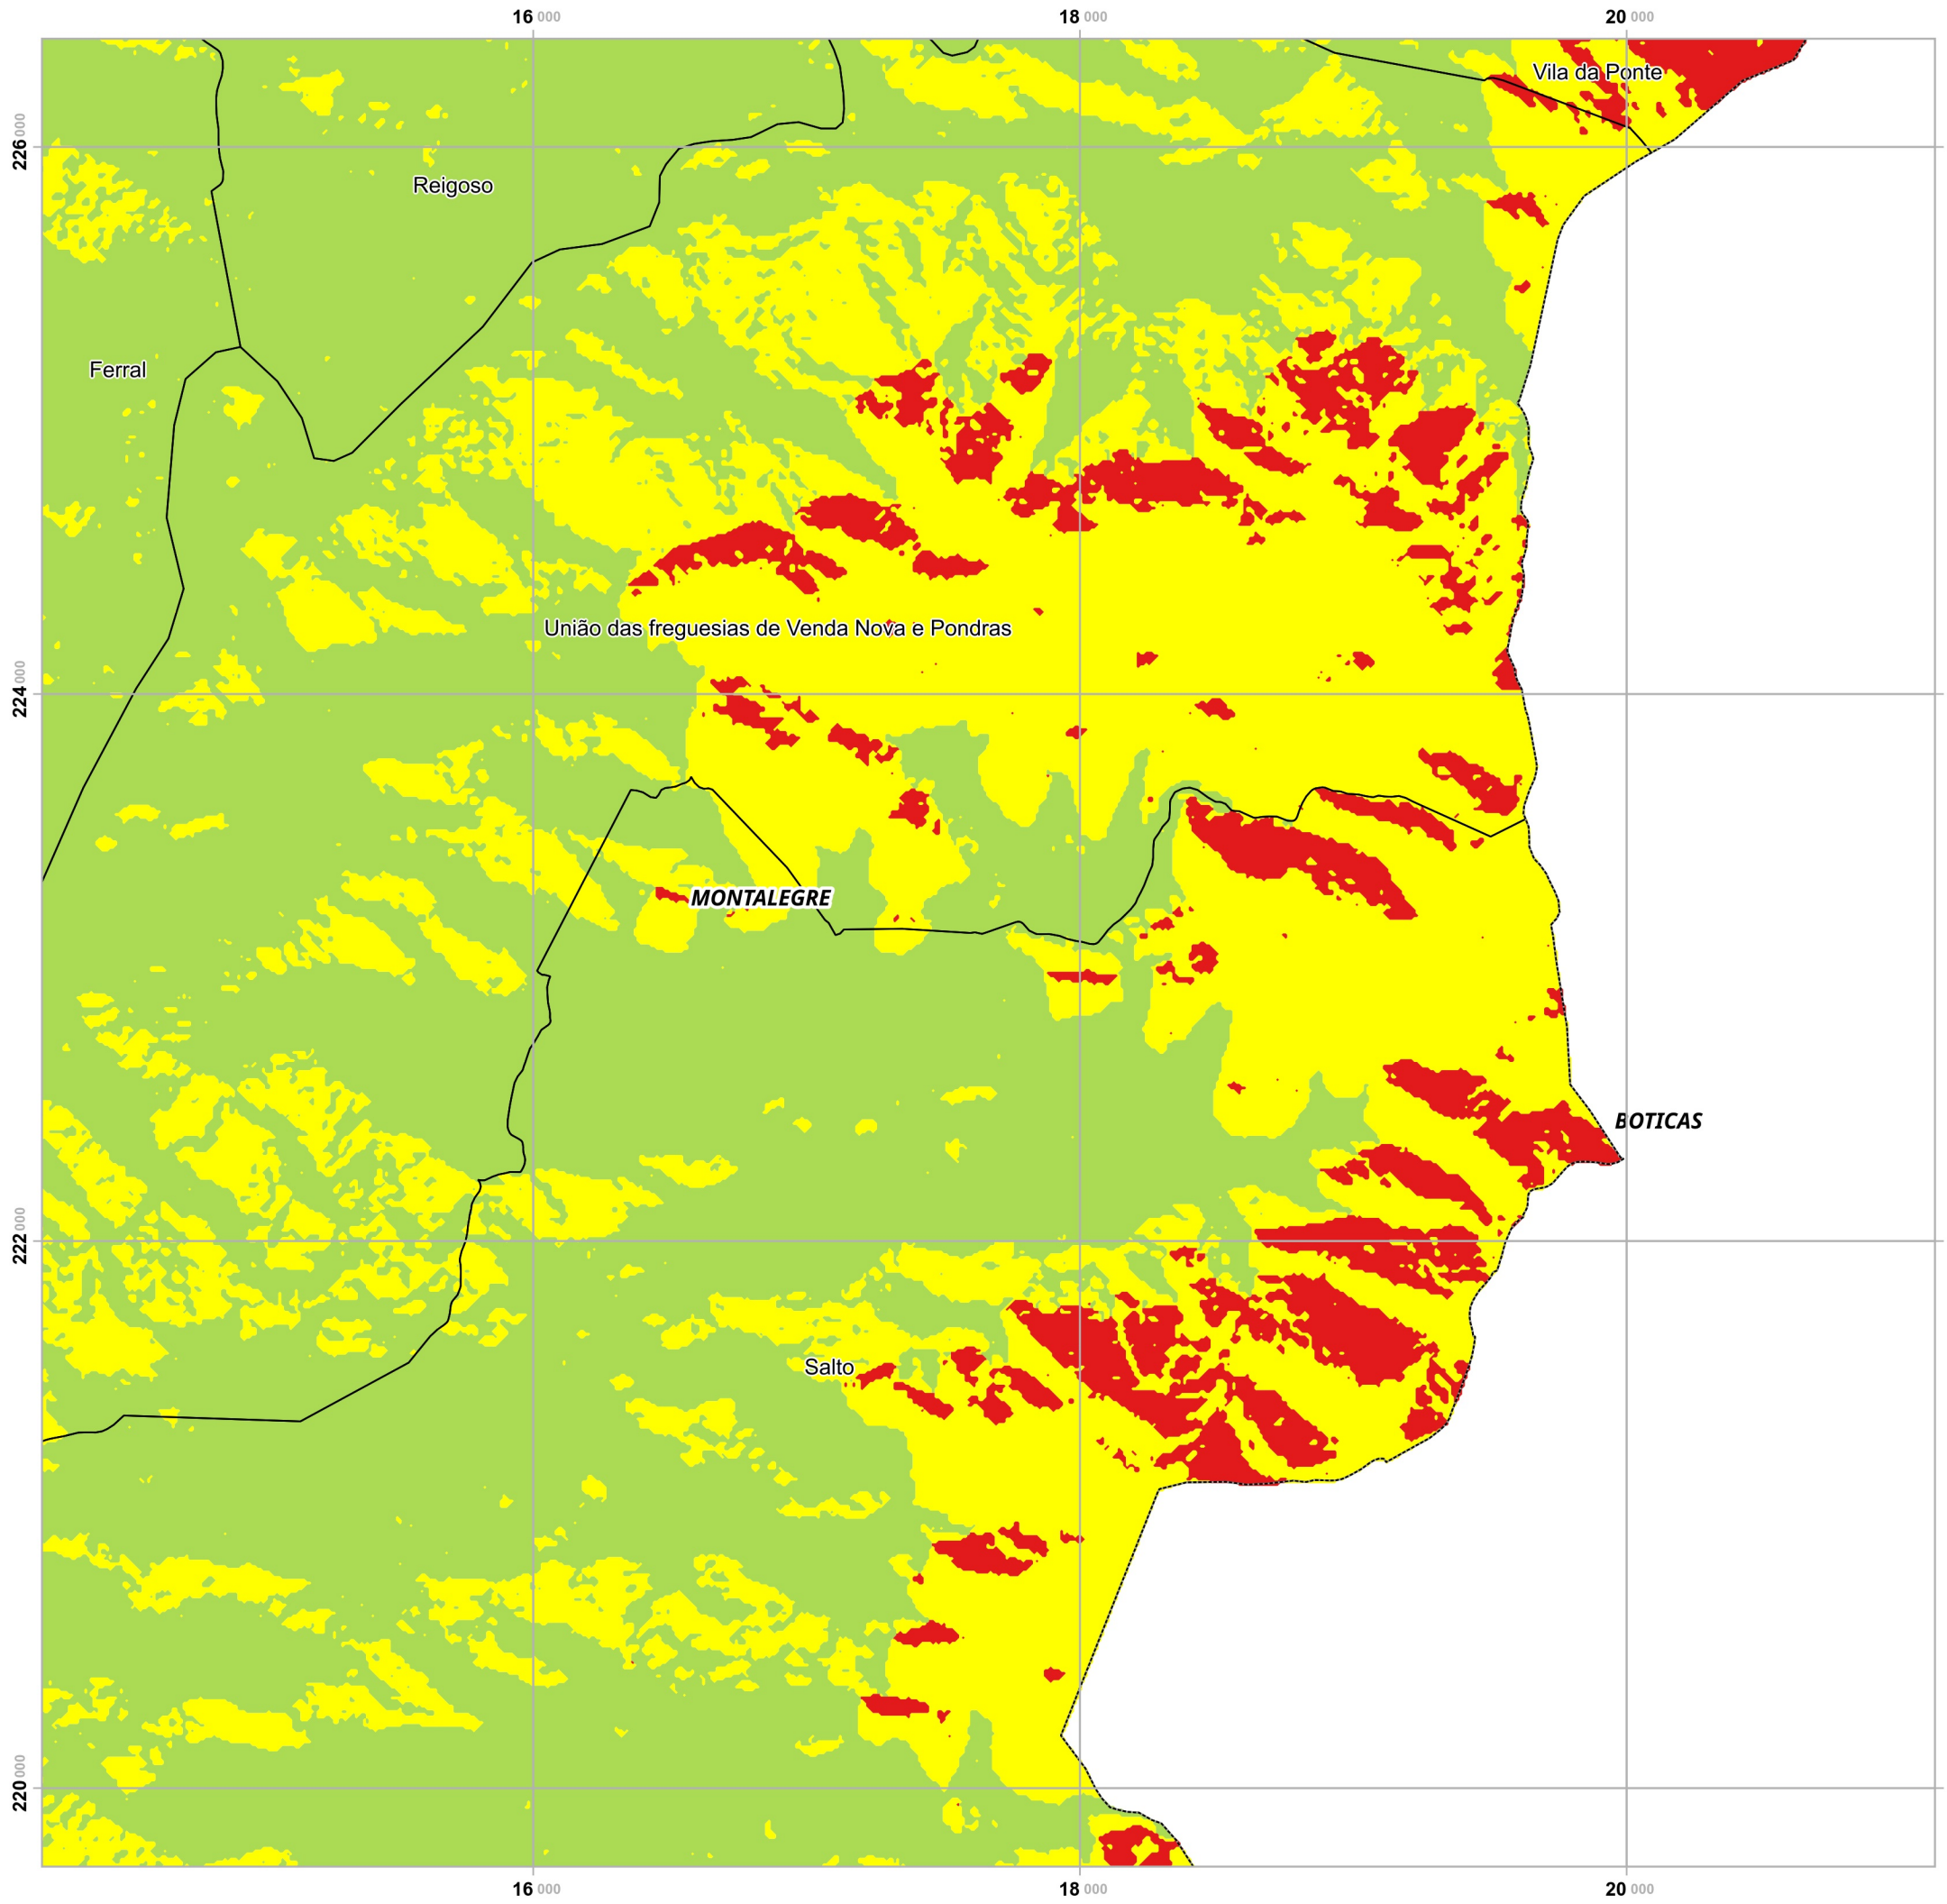 16 000 18 000 20 000
Vila da Ponte
226 000
Reigoso
Ferral
União das freguesias de Venda Nova e Pondras
224 000
MONTALEGRE
BOTICAS
222 000
Salto
220 000
16 000 18 000 20 000